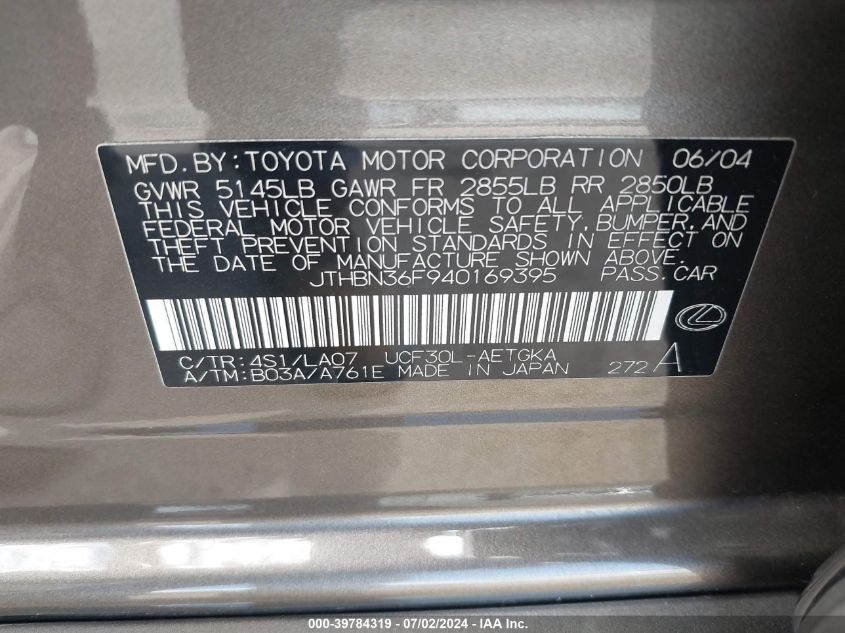 MFD.BY:TOYOTA MOTOR CORPORATION 06/04
GVWR 5145LB GAWR FR 2855LB RR 2850LB
THIS VEHICLE CONFORMS TO ALL APPLICABLE
FEDERAL MOTOR VEHICLE SAFETY,BUMPER,AND
THEFT PREVENTION STANDARDS IN EFFECT ON
THE DATE OF MANUFACTURE SHOWN ABOVE.
JTHBN36F940169395 PASS.CAR
C/TR:4S1/LA07 UCF30L-AETGKA
A/TM:B03A/A761E MADE IN JAPAN 272 A
000-39784319 - 07/02/2024 - IAA Inc.